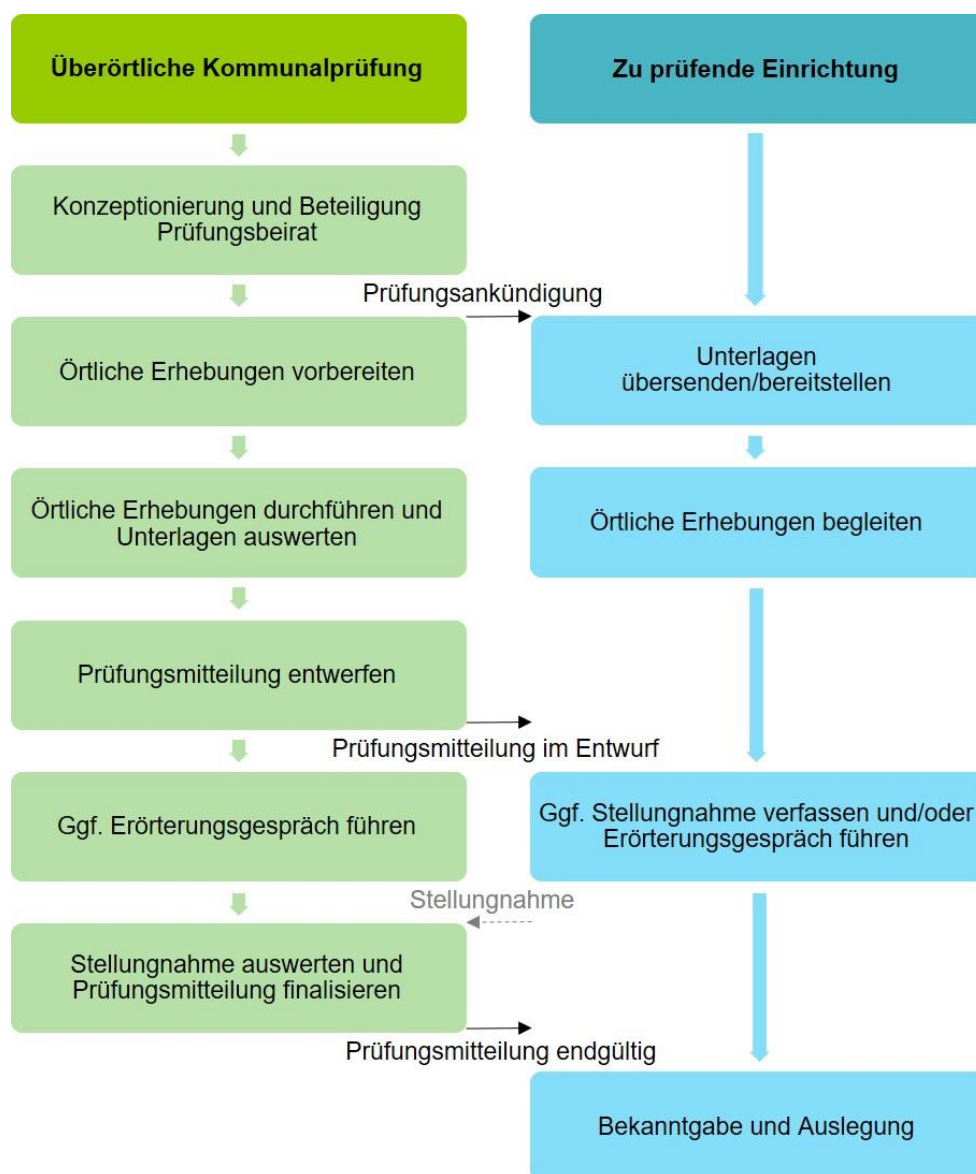 Überörtliche Kommunalprüfung
Zu prüfende Einrichtung
Konzeptionierung und Beteiligung
Prüfungsbeirat
Prüfungsankündigung
Örtliche Erhebungen vorbereiten
Unterlagen
übersenden/bereitstellen
Örtliche Erhebungen durchführen und
Unterlagen auswerten
Örtliche Erhebungen begleiten
Prüfungsmitteilung entwerfen
Prüfungsmitteilung im Entwurf
Ggf. Erörterungsgespräch führen
Ggf. Stellungnahme verfassen und/oder
Erörterungsgespräch führen
Stellungnahme
Stellungnahme auswerten und
Prüfungsmitteilung finalisieren
Prüfungsmitteilung endgültig
Bekanntgabe und Auslegung